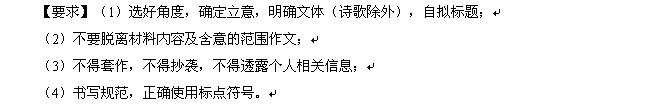 【要求】（1）选好角度，确定立意，明确文体（诗歌除外），自拟标题；
（2）不要脱离材料内容及含意的范围作文；
（3）不得套作，不得抄袭，不得透露个人相关信息；
（4）书写规范，正确使用标点符号。